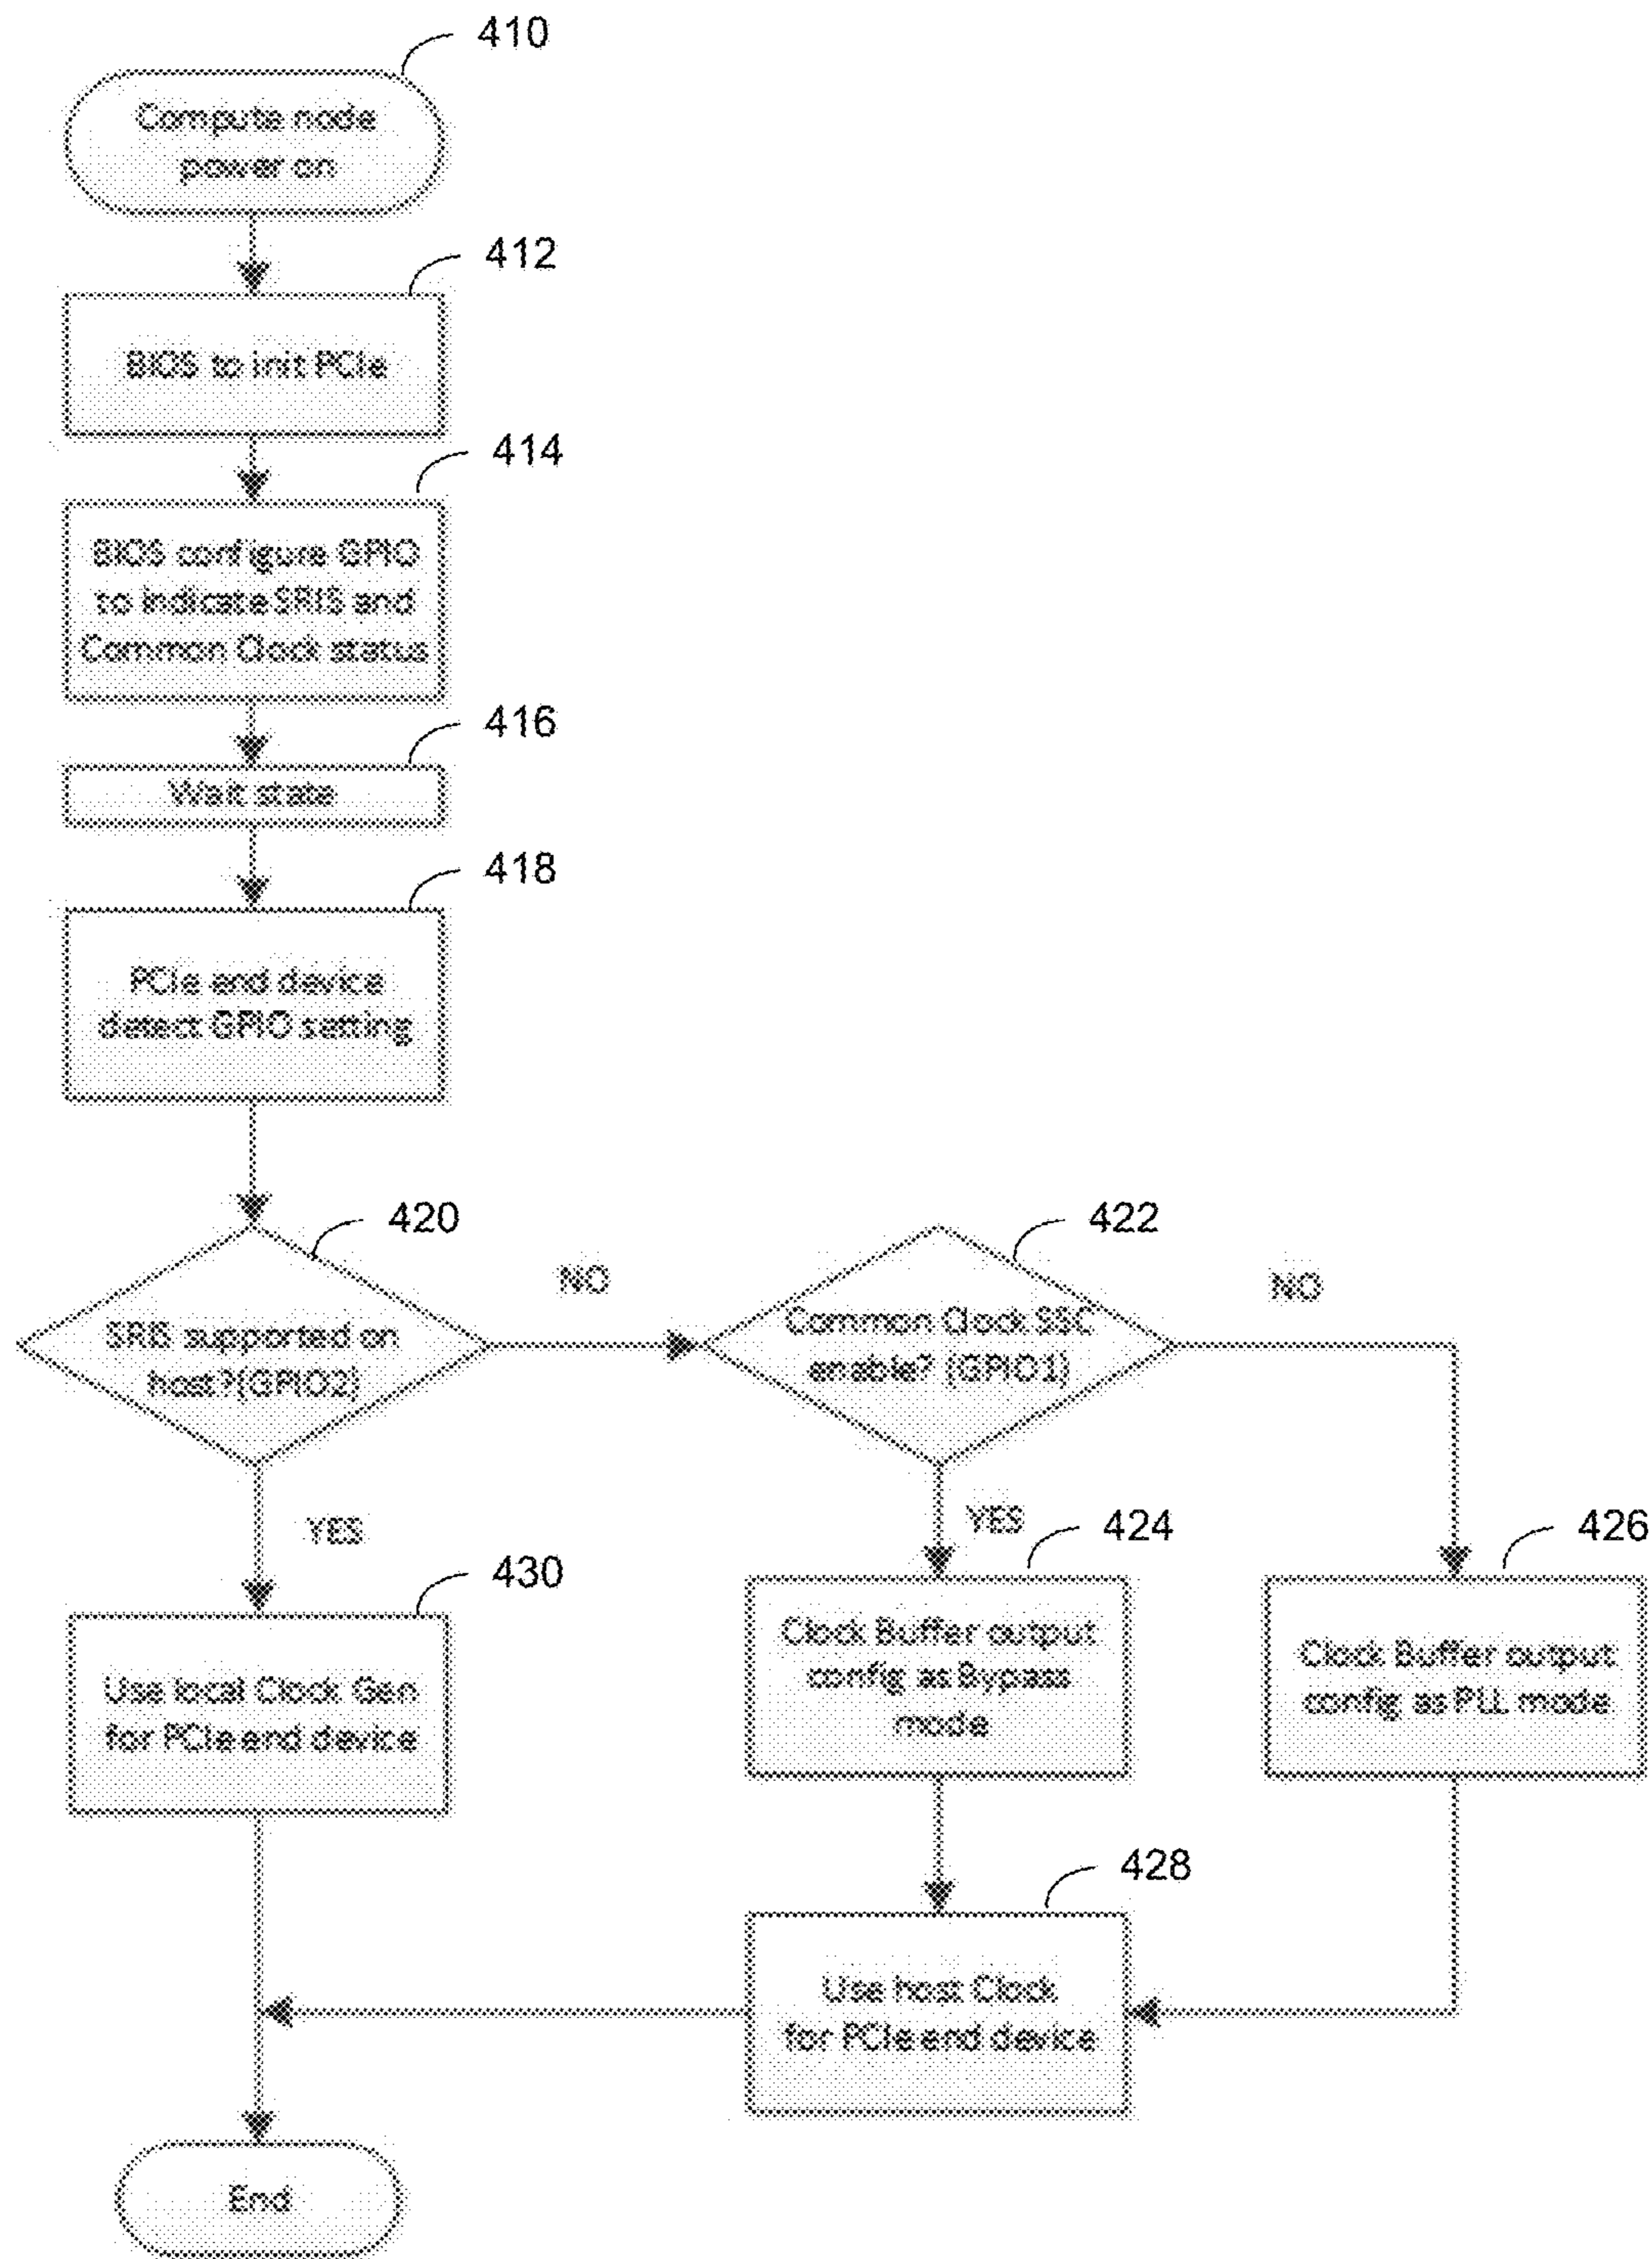 410
Compute node
power on
412
BIOS to init PCIe
414
BIOS configure GPIO
to indicate SRIS and
Common Clock status
416
Wait state
418
PCIe end device
detect GPIO setting
420
SRIS supported on
host?(GPIO2)
NO
422
Common Clock SSC
enable? (GPIO1)
NO
YES
430
Use local Clock Gen
for PCIe end device
YES
424
Clock Buffer output
config as Bypass
mode
426
Clock Buffer output
config as PLL mode
428
Use host Clock
for PCIe end device
End